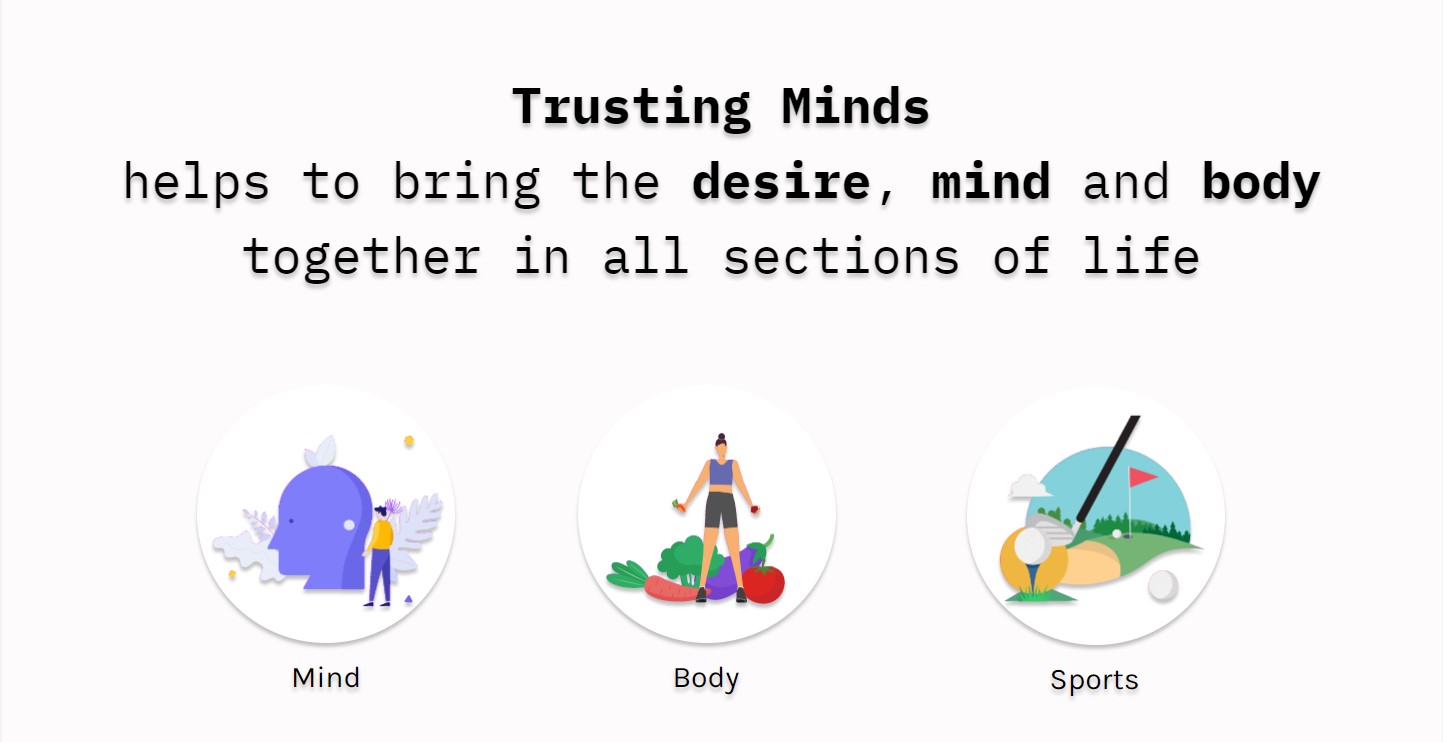 Trusting Minds
helps to bring the desire, mind and body
together in all sections of life
Mind
Body
Sports